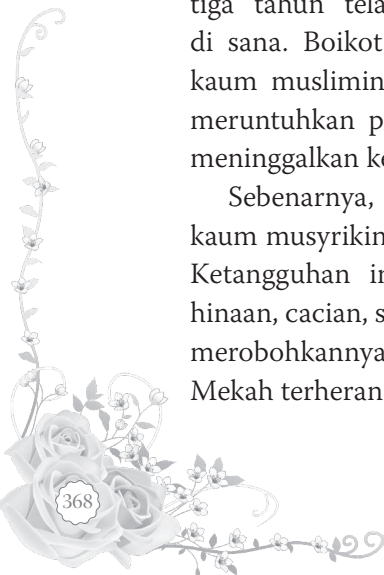 tiga tahun tela
di sana. Boikot
kaum muslimin
meruntuhkan p
meninggalkan ke
Sebenarnya,
kaum musyrikin
Ketangguhan in
hinaan, cacian, s
merobohkannya
Mekah terheran
368